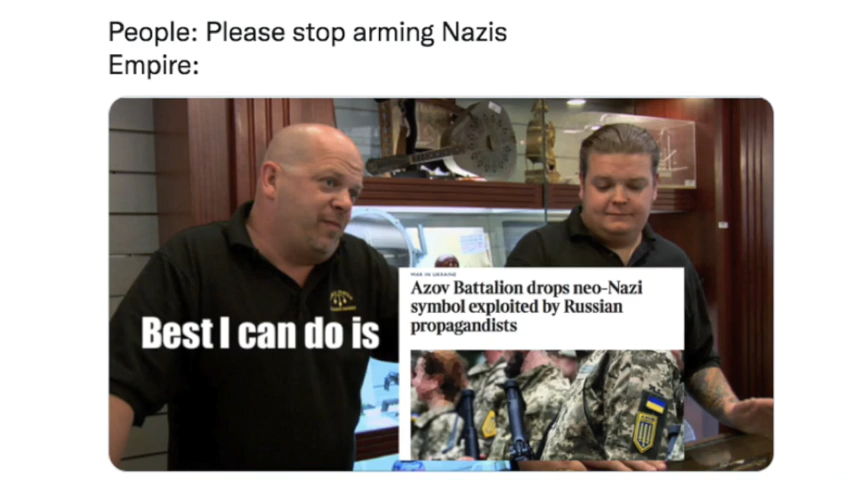 People: Please stop arming Nazis
Empire:
Best I can do is
WAR IN UKRAINE
Azov Battalion drops neo-Nazi
symbol exploited by Russian
propagandists